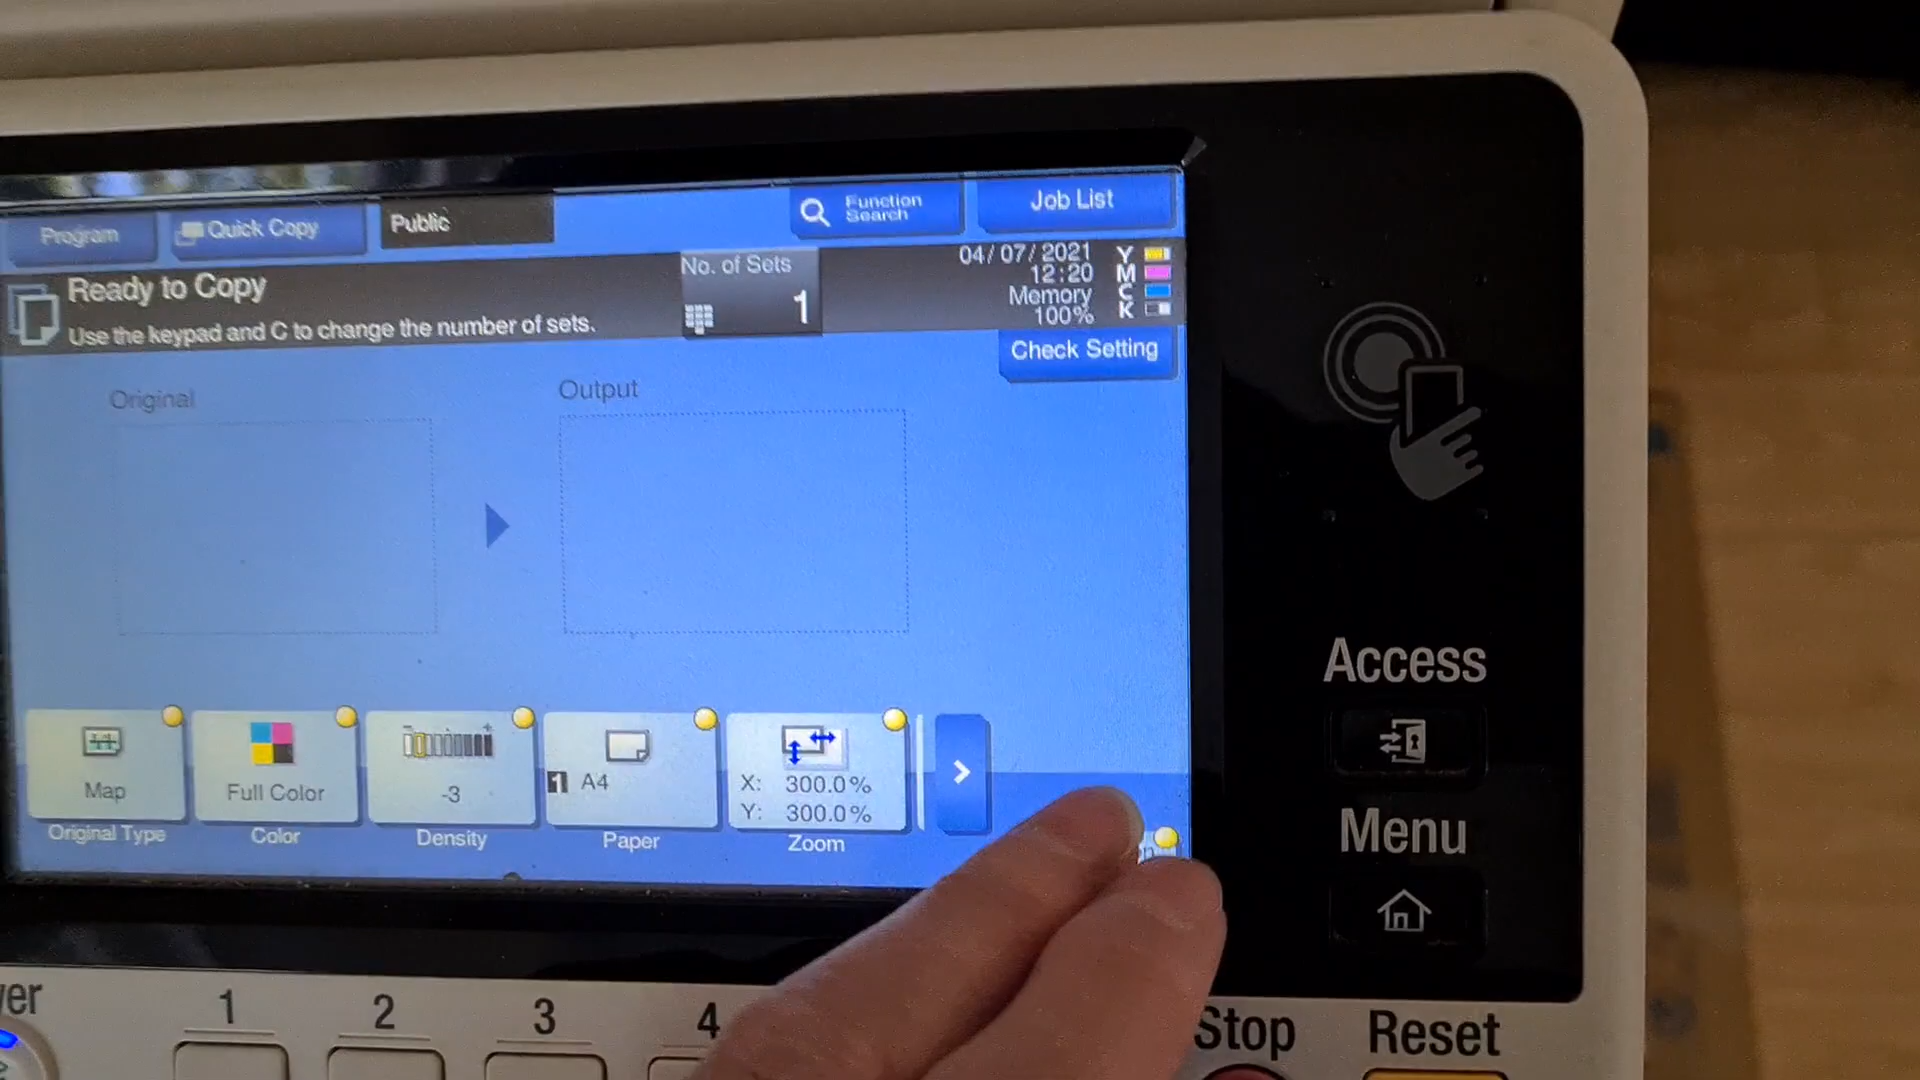 Program
Quick Copy
Public
Function Search
Job List
Ready to Copy
Use the keypad and C to change the number of sets.
No. of Sets
1
04/07/2021
12:20
Memory
100%
Y
M
C
K
Check Setting
Original
Output
Map
Full Color
-3
1 A4
X: 300.0%
Y: 300.0%
Original Type
Color
Density
Paper
Zoom
Access
Menu
1
2
3
4
Stop
Reset